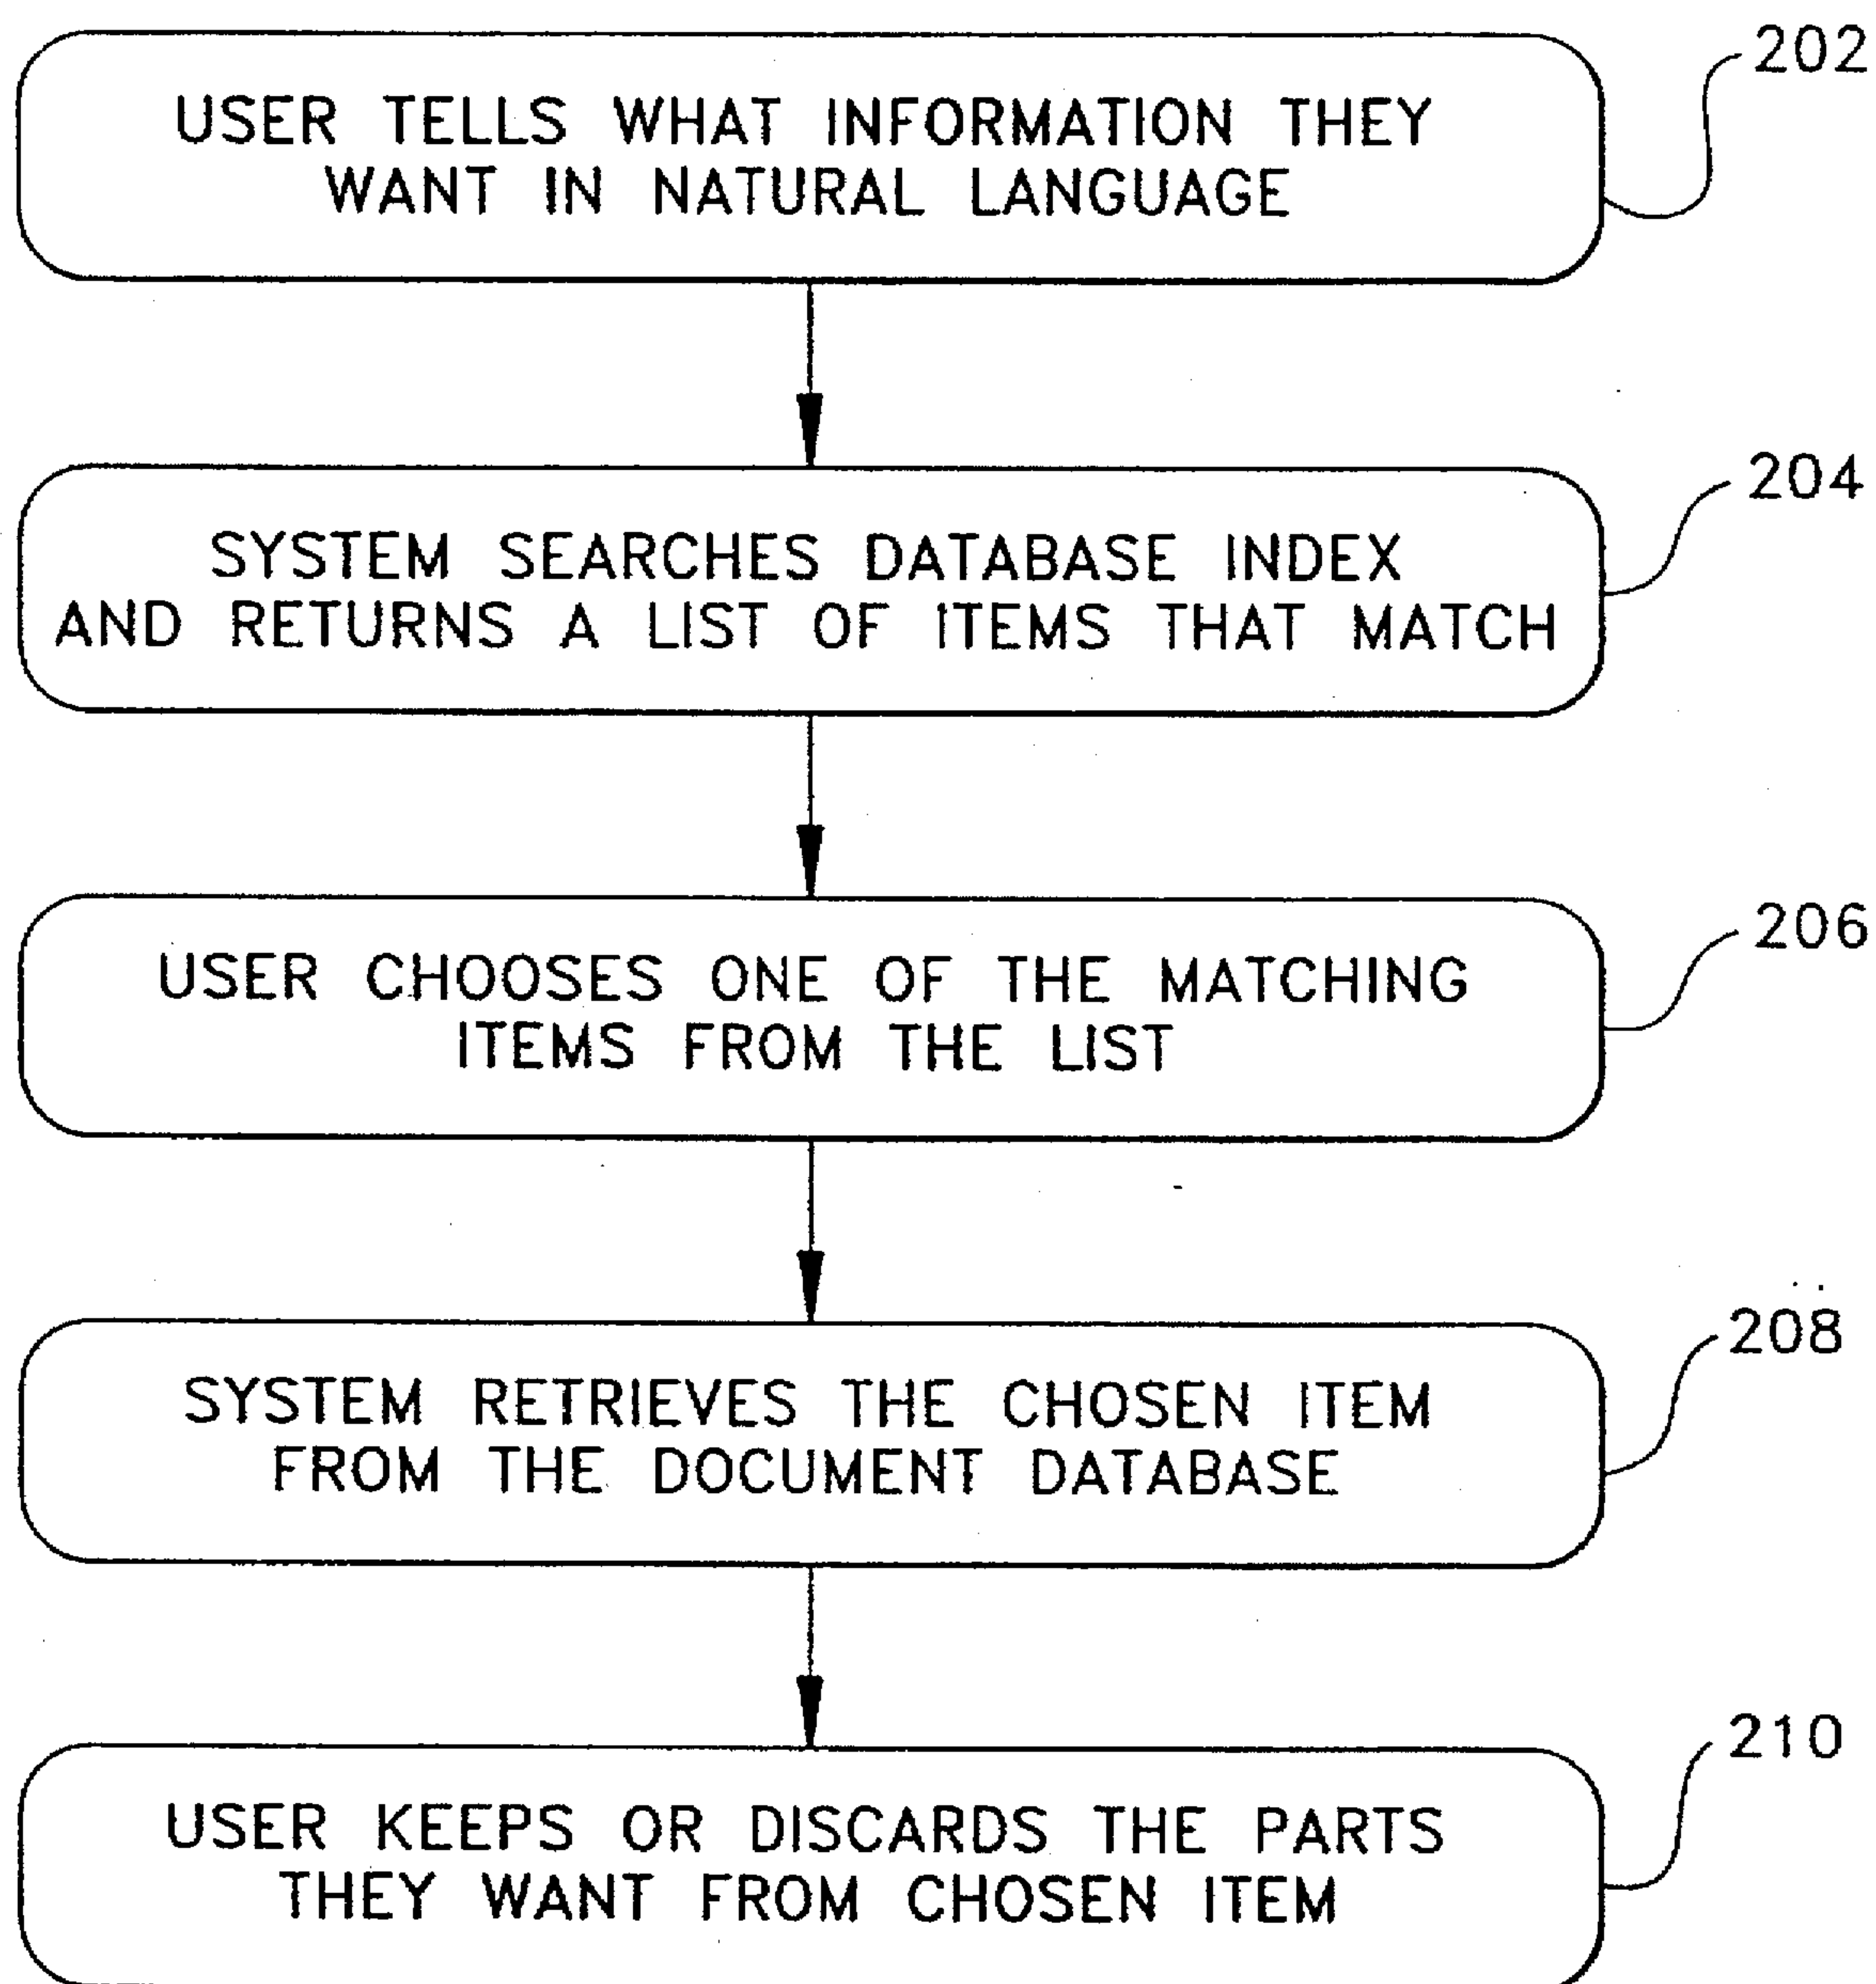 202
USER TELLS WHAT INFORMATION THEY
WANT IN NATURAL LANGUAGE
204
SYSTEM SEARCHES DATABASE INDEX
AND RETURNS A LIST OF ITEMS THAT MATCH
206
USER CHOOSES ONE OF THE MATCHING
ITEMS FROM THE LIST
208
SYSTEM RETRIEVES THE CHOSEN ITEM
FROM THE DOCUMENT DATABASE
210
USER KEEPS OR DISCARDS THE PARTS
THEY WANT FROM CHOSEN ITEM